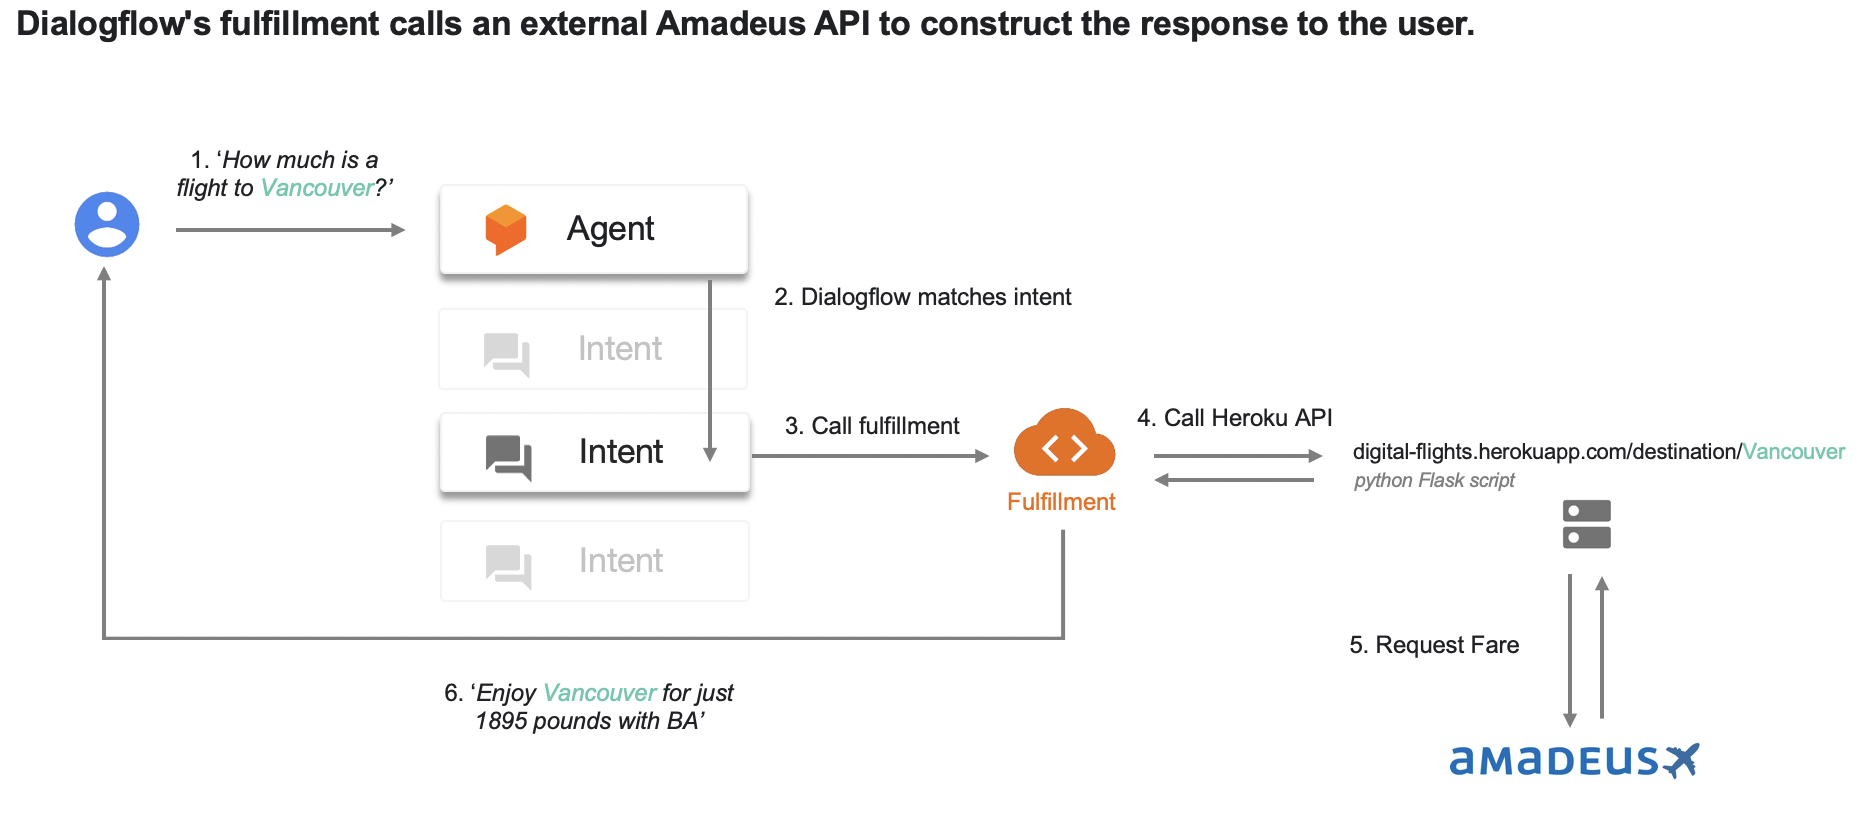 Dialogflow's fulfillment calls an external Amadeus API to construct the response to the user.
1. ‘How much is a
flight to Vancouver?’
Agent
2. Dialogflow matches intent
Intent
Intent
3. Call fulfillment
Fulfillment
4. Call Heroku API
digital-flights.herokuapp.com/destination/Vancouver
python Flask script
Intent
5. Request Fare
6. ‘Enjoy Vancouver for just
1895 pounds with BA’
aMaDEUS